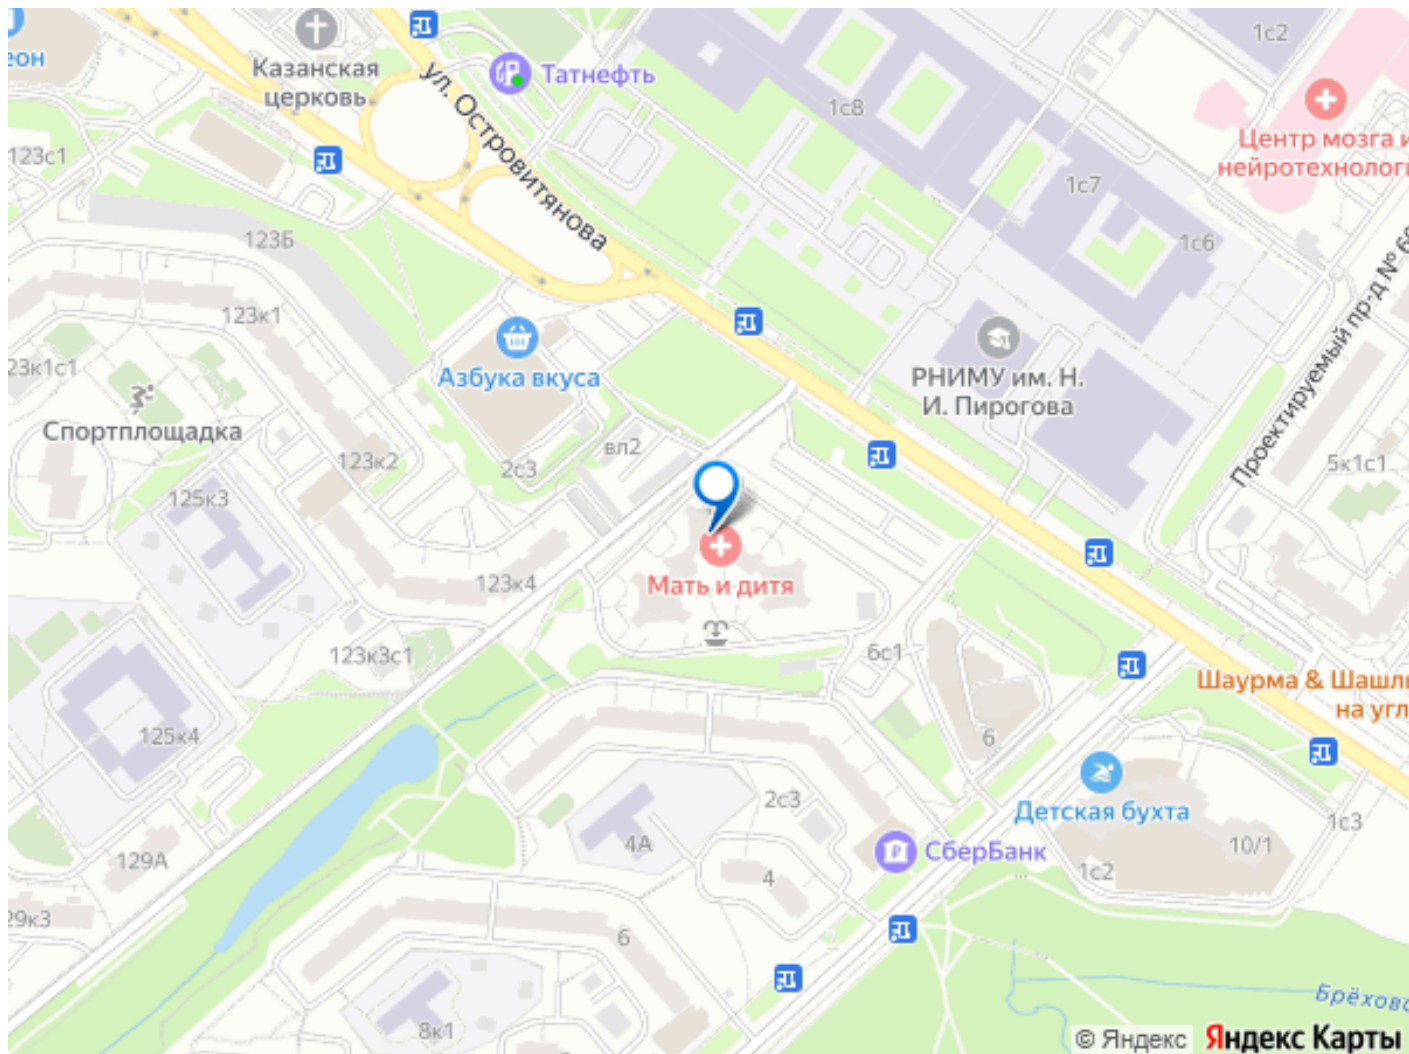 еон
Казанская
церковь
Татнефть
ул. Островитянова
1с2
1с8
Центр мозга и
нейротехнологи
123с1
1с7
123Б
1с6
123к1
Проектируемый пр-д №
Азбука вкуса
РНИМУ им. Н.
И. Пирогова
23к1с1
Спортплощадка
123к2
вл2
2с3
5к1с1
125к3
123к4
Мать и дитя
123к3с1
6с1
Шаурма & Шашлы
на угл
125к4
6
Детская бухта
2с3
1с3
4А
СберБанк
10/1
129А
4
1с2
29к3
6
8к1
Брёхово
© Яндекс Яндекс Карты